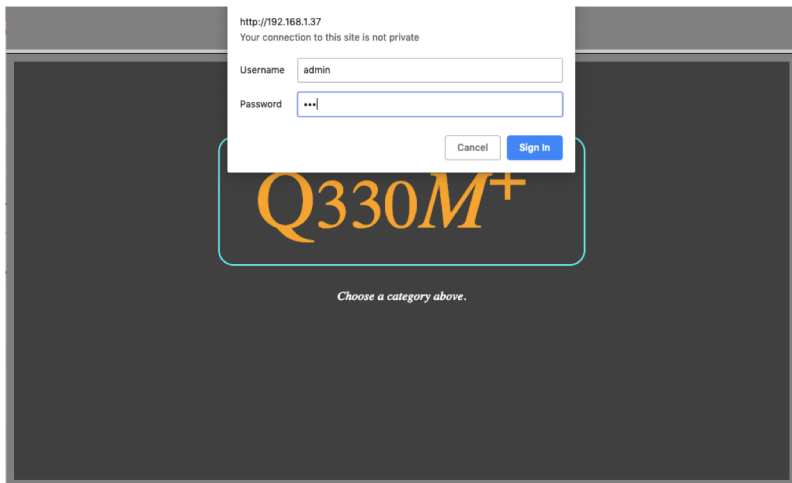 http://192.168.1.37
Your connection to this site is not private
Username admin
Password •••
Cancel Sign In
Q330M+
Choose a category above.